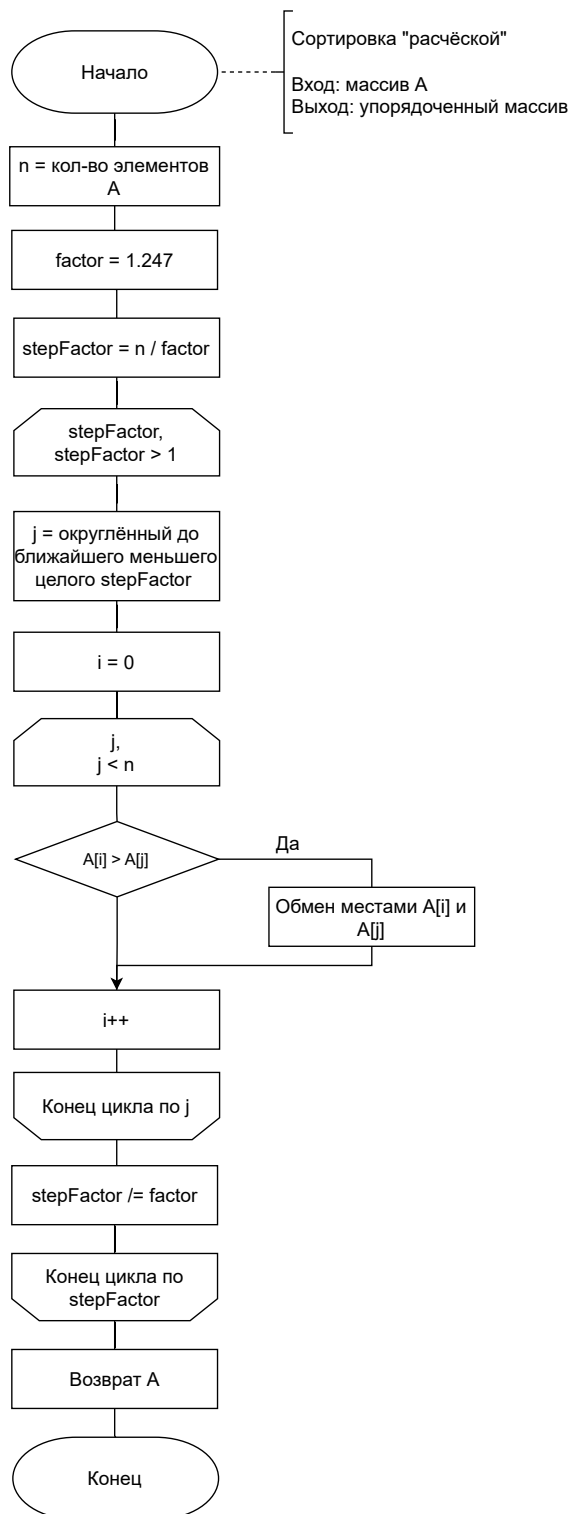 Начало
Сортировка "расчёской"
Вход: массив A
Выход: упорядоченный массив
n = кол-во элементов
A
factor = 1.247
stepFactor = n / factor
stepFactor,
stepFactor > 1
j = округлённый до
ближайшего меньшего
целого stepFactor
i = 0
j,
j < n
A[i] > A[j]
Да
Обмен местами A[i] и
A[j]
i++
Конец цикла по j
stepFactor /= factor
Конец цикла по
stepFactor
Возврат A
Конец